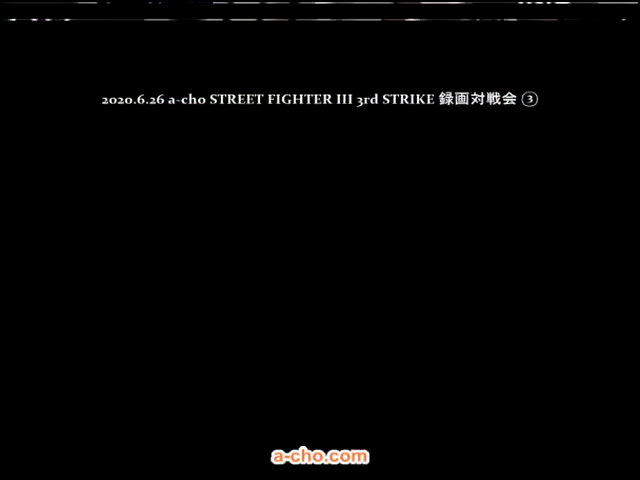 2020.6.26 a-cho STREET FIGHTER III 3rd STRIKE 録画対戦会 ③
a-cho.com